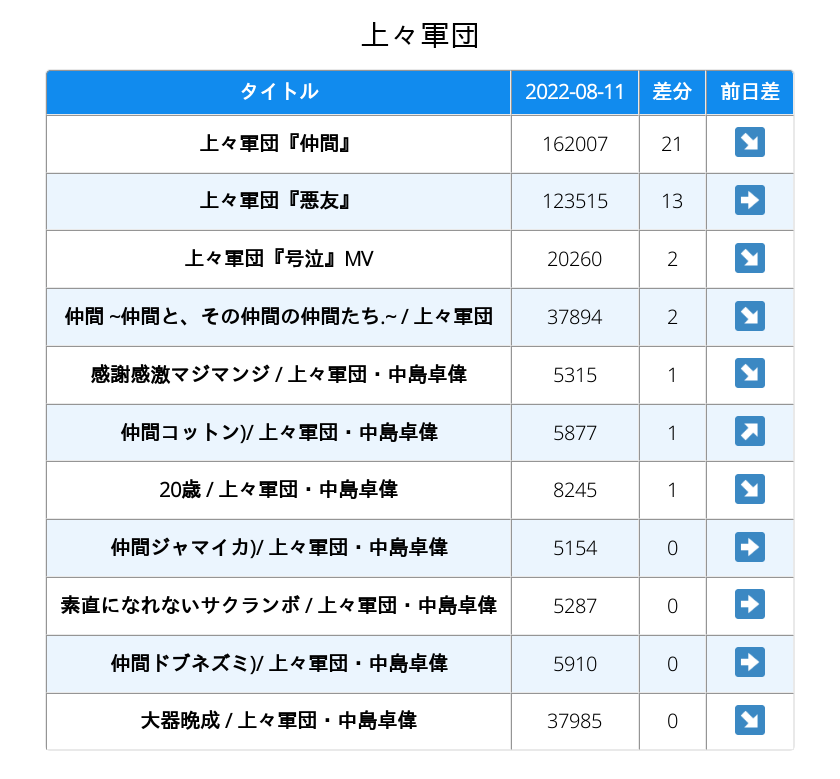 上々軍団
タイトル 2022-08-11 差分 前日差
上々軍団『仲間』 162007 21 ↘
上々軍団『悪友』 123515 13 ➡
上々軍団『号泣』MV 20260 2 ↘
仲間 ~仲間と、その仲間の仲間たち.~ / 上々軍団 37894 2 ↘
感謝感激マジマンジ / 上々軍団・中島卓偉 5315 1 ↘
仲間コットン)/ 上々軍団・中島卓偉 5877 1 ↗
20歳 / 上々軍団・中島卓偉 8245 1 ↘
仲間ジャマイカ)/ 上々軍団・中島卓偉 5154 0 ➡
素直になれないサクランボ / 上々軍団・中島卓偉 5287 0 ➡
仲間ドブネズミ)/ 上々軍団・中島卓偉 5910 0 ➡
大器晩成 / 上々軍団・中島卓偉 37985 0 ↘